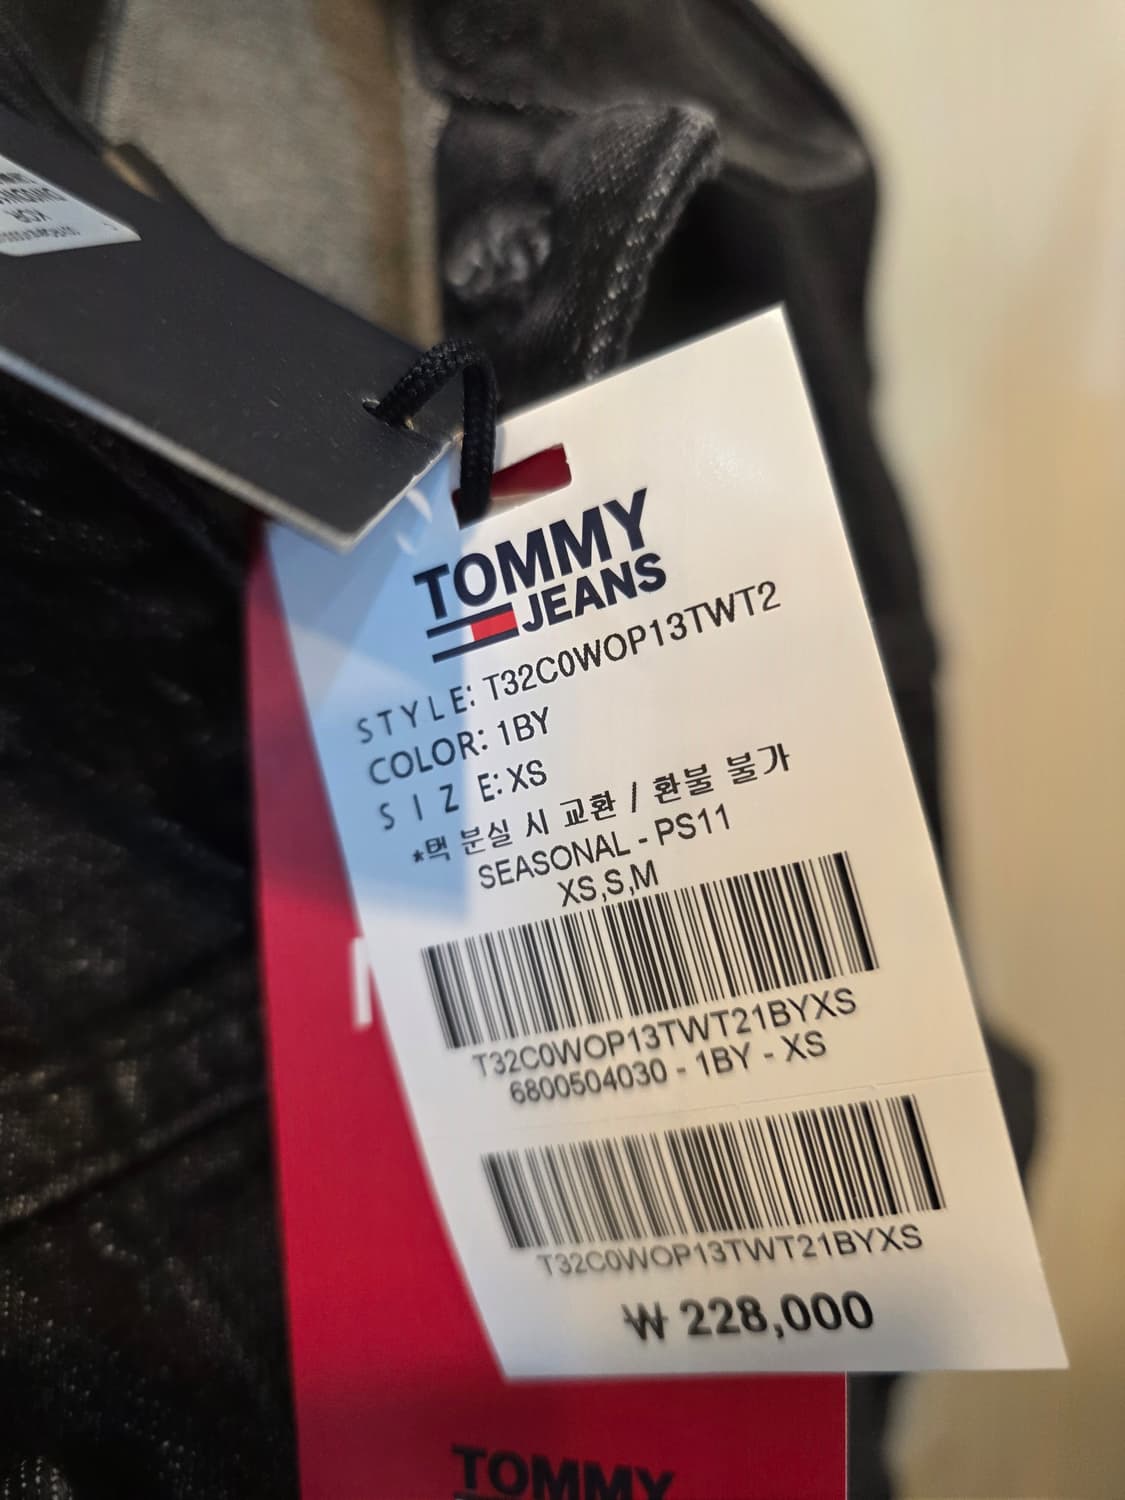 TOMMY
JEANS
STYLE: T32C0WOP13TWT2
COLOR: 1BY
SIZE: XS
*택 분실 시 교환 / 환불 불가
SEASONAL - PS11
XS,S,M
T32C0WOP13TWT21BYXS
6800504030 - 1BY - XS
T32C0WOP13TWT21BYXS
₩ 228,000
TOMMY